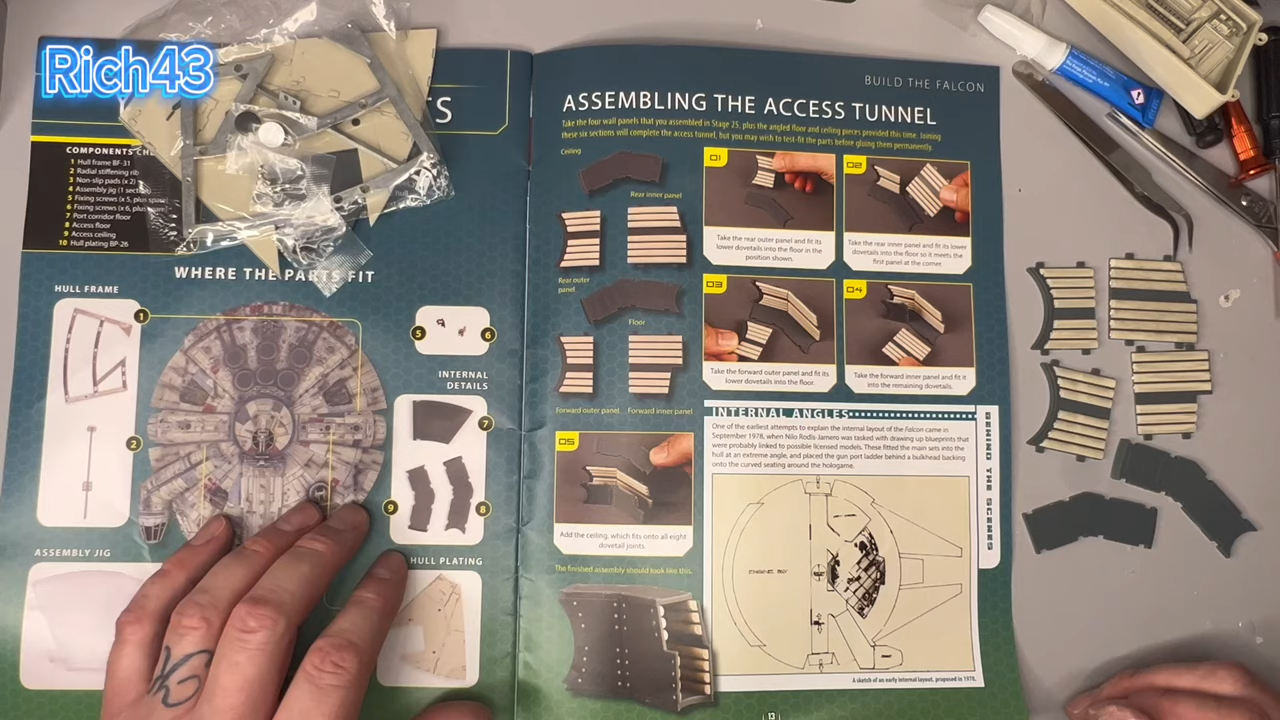 Rich43
TS
COMPONENTS
1 Hull frame BF-31
2 Radial stiffening rib
3 Non-slip pads (x 2)
4 Assembly jig (1 section)
5 Fixing screws (x 5, plus spare)
6 Fixing screws (x 6, plus spare)
7 Port corridor floor
8 Access floor
9 Access ceiling
10 Hull plating BP-26
WHERE THE PARTS FIT
HULL FRAME
1
2
5
6
INTERNAL
DETAILS
7
9
8
ASSEMBLY JIG
HULL PLATING
BUILD THE FALCON
ASSEMBLING THE ACCESS TUNNEL
Take the four wall panels that you assembled in Stage 25, plus the angled floor and ceiling pieces provided this time. Joining
these six sections will complete the access tunnel, but you may wish to test-fit the parts before gluing them permanently.
Ceiling
Rear inner panel
Rear outer
panel
Floor
Forward outer panel
Forward inner panel
01
Take the rear outer panel and fit its
lower dovetails into the floor in the
position shown.
02
Take the rear inner panel and fit its lower
dovetails into the floor so it meets the
first panel at the corner.
03
Take the forward outer panel and fit its
lower dovetails into the floor.
04
Take the forward inner panel and fit it
into the remaining dovetails.
05
Add the ceiling, which fits onto all eight
dovetail joints.
The finished assembly should look like this.
INTERNAL ANGLES
One of the earliest attempts to explain the internal layout of the Falcon came in
September 1978, when Nilo Rodis-Jamero was tasked with drawing up blueprints that
were probably linked to possible licensed models. These fitted the main sets into the
hull at an extreme angle, and placed the gun port ladder behind a bulkhead backing
onto the curved seating around the hologame.
BEHIND THE SCENES
A sketch of an early internal layout, proposed in 1978.
13